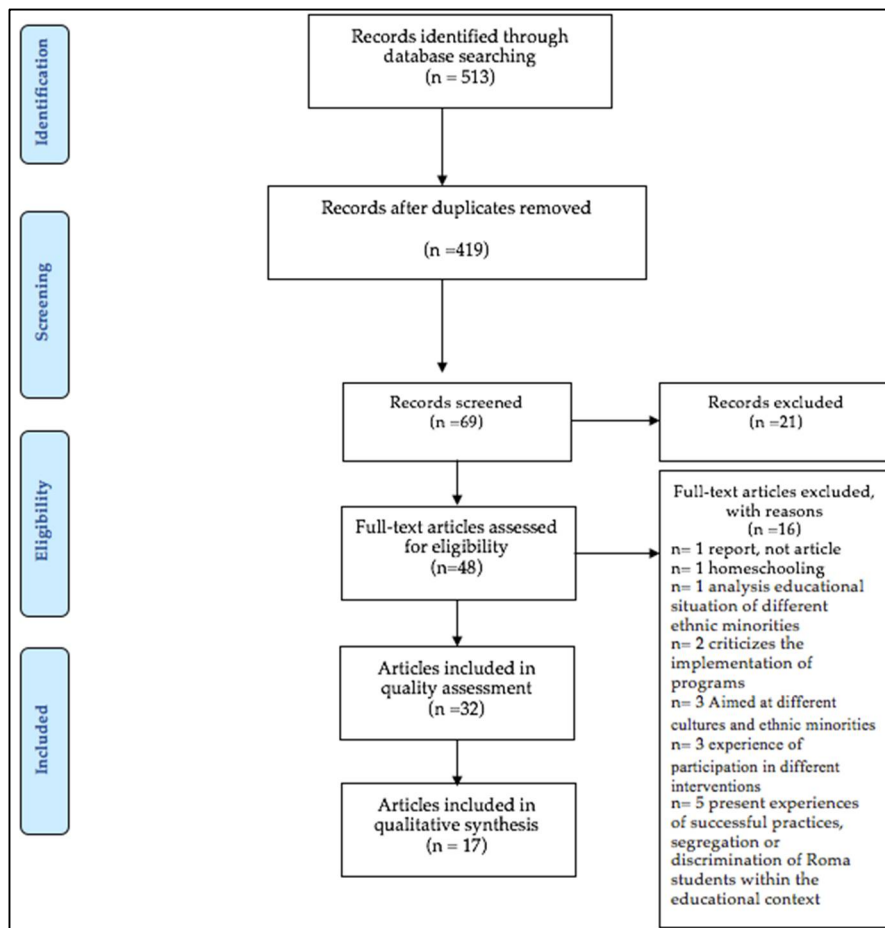 Identification
Records identified through
database searching
(n = 513)
Screening
Records after duplicates removed
(n =419)
Records screened
(n =69)
Records excluded
(n =21)
Eligibility
Full-text articles assessed
for eligibility
(n=48)
Full-text articles excluded,
with reasons
(n =16)
n= 1 report, not article
n= 1 homeschooling
n= 1 analysis educational
situation of different
ethnic minorities
n= 2 criticizes the
implementation of
programs
n= 3 Aimed at different
cultures and ethnic minorities
n= 3 experience of
participation in different
interventions
n= 5 present experiences
of successful practices,
segregation or
discrimination of Roma
students within the
educational context
Included
Articles included in
quality assessment
(n =32)
Articles included in
qualitative synthesis
(n = 17)